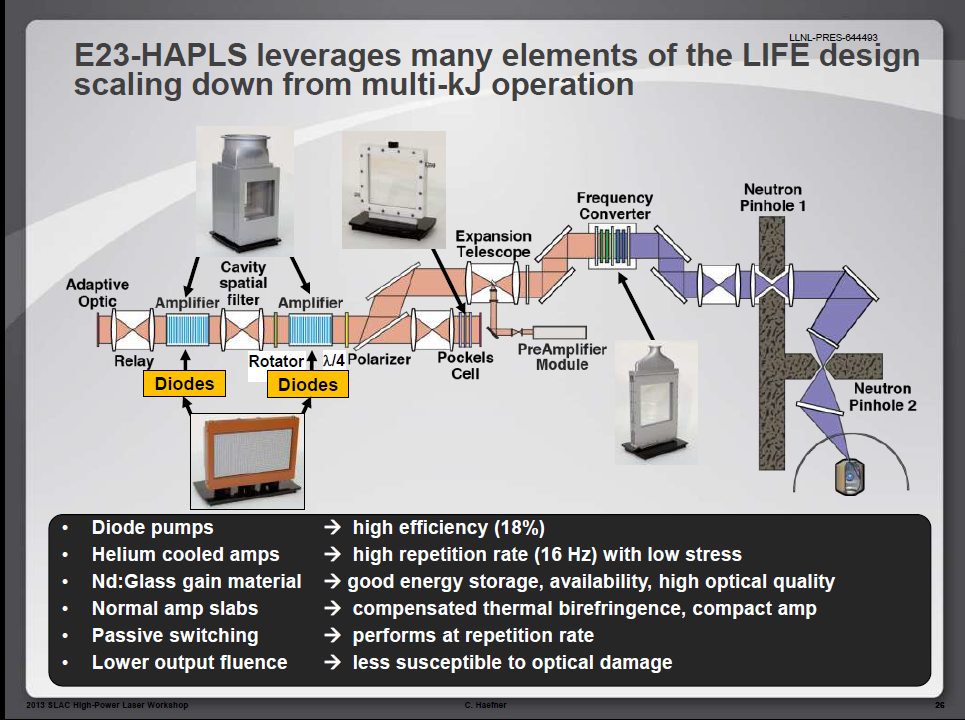 LLNL-PRES-644493
E23-HAPLS leverages many elements of the LIFE design
scaling down from multi-kJ operation
Neutron
Pinhole 1
Frequency
Converter
Expansion
Telescope
Adaptive
Optic
Cavity
spatial
filter
Amplifier
Amplifier
Relay
Rotator
λ/4
Polarizer
Pockels
Cell
PreAmplifier
Module
Neutron
Pinhole 2
Diodes
Diodes
• Diode pumps → high efficiency (18%)
• Helium cooled amps → high repetition rate (16 Hz) with low stress
• Nd:Glass gain material → good energy storage, availability, high optical quality
• Normal amp slabs → compensated thermal birefringence, compact amp
• Passive switching → performs at repetition rate
• Lower output fluence → less susceptible to optical damage
2013 SLAC High-Power Laser Workshop
C. Haefner
26